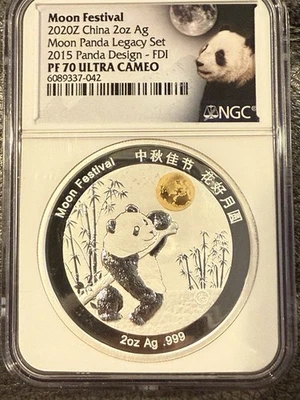 Moon Festival
2020Z China 2oz Ag
Moon Panda Legacy Set
2015 Panda Design - FDI
PF 70 ULTRA CAMEO
6089337-042
NGC
Moon Festival 中秋佳节 花好月圆
2oz Ag .999